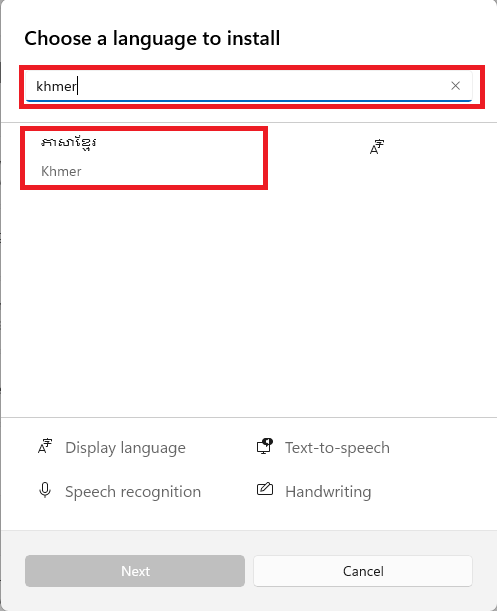 Choose a language to install
khmer
ភាសាខ្មែរ
Khmer
Display language
Text-to-speech
Speech recognition
Handwriting
Next
Cancel